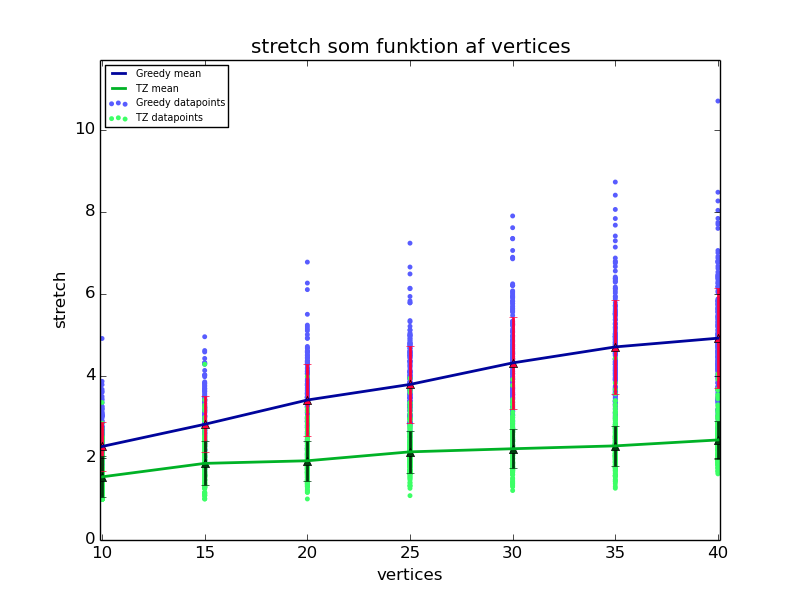 stretch som funktion af vertices
Greedy mean
TZ mean
Greedy datapoints
TZ datapoints
10
8
6
4
2
0
stretch
10 15 20 25 30 35 40
vertices